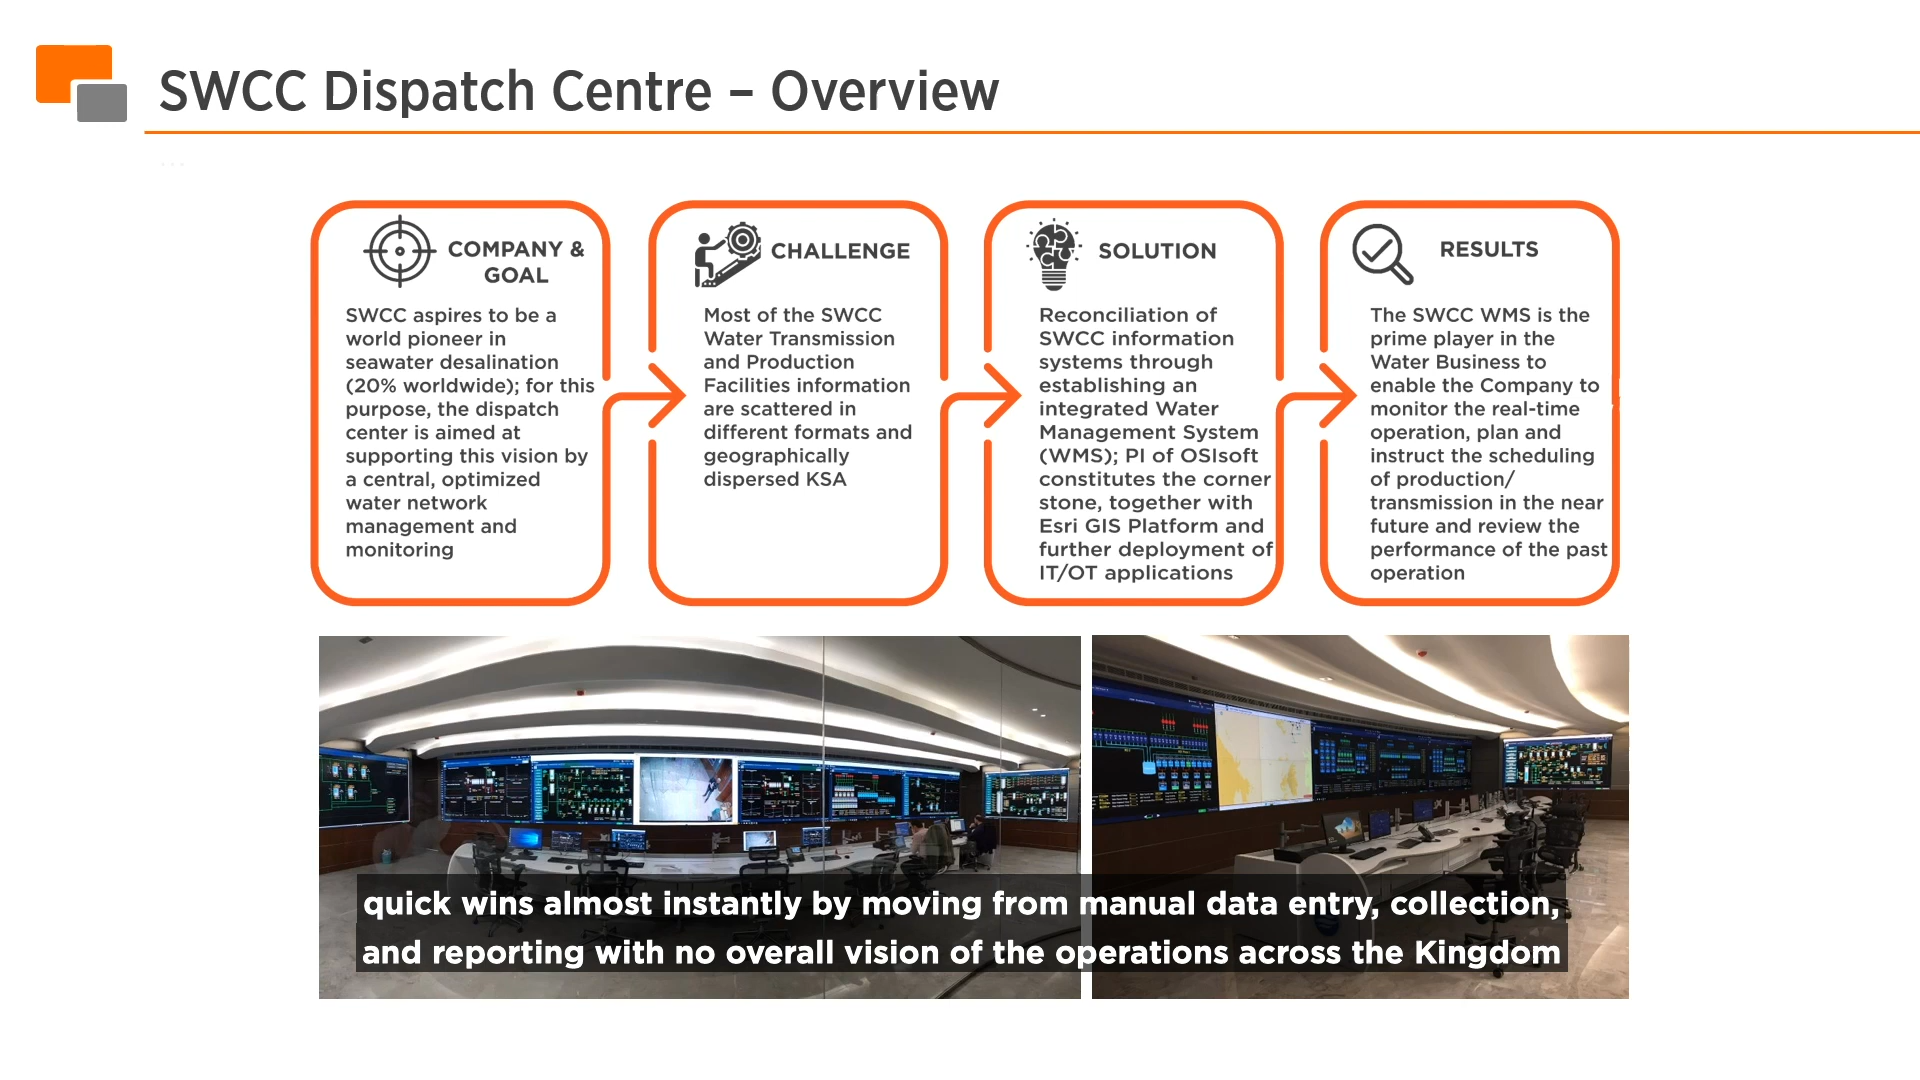 SWCC Dispatch Centre – Overview
...
COMPANY &
GOAL
SWCC aspires to be a
world pioneer in
seawater desalination
(20% worldwide); for this
purpose, the dispatch
center is aimed at
supporting this vision by
a central, optimized
water network
management and
monitoring
CHALLENGE
Most of the SWCC
Water Transmission
and Production
Facilities information
are scattered in
different formats and
geographically
dispersed KSA
SOLUTION
Reconciliation of
SWCC information
systems through
establishing an
integrated Water
Management System
(WMS); PI of OSIsoft
constitutes the corner
stone, together with
Esri GIS Platform and
further deployment of
IT/OT applications
RESULTS
The SWCC WMS is the
prime player in the
Water Business to
enable the Company to
monitor the real-time
operation, plan and
instruct the scheduling
of production/
transmission in the near
future and review the
performance of the past
operation
quick wins almost instantly by moving from manual data entry, collection,
and reporting with no overall vision of the operations across the Kingdom